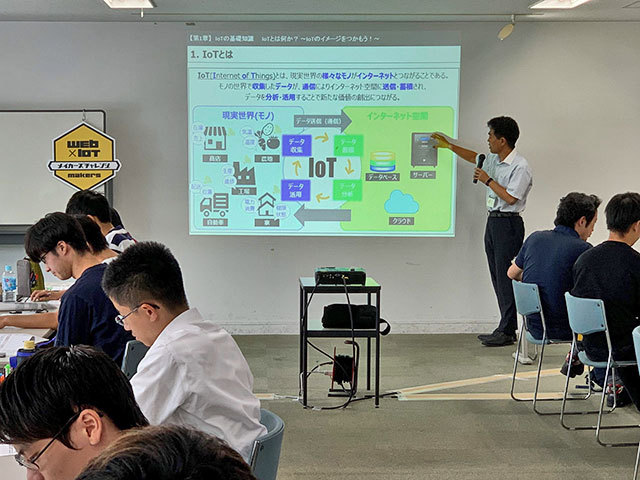 【第1章】IoTの基礎知識 IoTとは何か?～IoTのイメージをつかもう!～
1. IoTとは
IoT(Internet of Things)とは、現実世界の様々なモノがインターネットとつながることである。
モノの世界で収集したデータが、通信によりインターネット空間に送信・蓄積され、
データを分析・活用することで新たな価値の創出につながる。
現実世界(モノ)
データ送信(通信)
インターネット空間
WEB
×IoT
メイカーズチャレンジ
makers
商店
農地
データ
収集
データ
IoT
データベース
サーバー
工場
データ
活用
データ
分析
自動車
家
クラウド